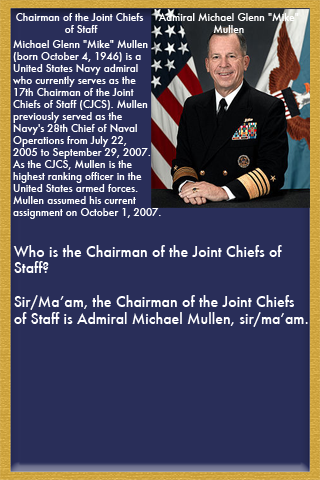 Chairman of the Joint Chiefs
of Staff
Admiral Michael Glenn "Mike"
Mullen
Michael Glenn "Mike" Mullen
(born October 4, 1946) is a
United States Navy admiral
who currently serves as the
17th Chairman of the Joint
Chiefs of Staff (CJCS). Mullen
previously served as the
Navy's 28th Chief of Naval
Operations from July 22,
2005 to September 29, 2007.
As the CJCS, Mullen is the
highest ranking officer in the
United States armed forces.
Mullen assumed his current
assignment on October 1, 2007.
Who is the Chairman of the Joint Chiefs of
Staff?
Sir/Ma’am, the Chairman of the Joint Chiefs
of Staff is Admiral Michael Mullen, sir/ma’am.